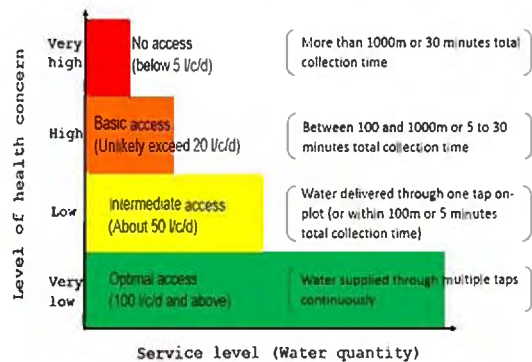 Level of health concern
Very
high
No access
(below 5 l/c/d)
More than 1000m or 30 minutes total
collection time
High
Basic access
(Unlikely exceed 20 l/c/d)
Between 100 and 1000m or 5 to 30
minutes total collection time
Low
Intermediate access
(About 50 l/c/d)
Water delivered through one tap on-
plot (or within 100m or 5 minutes
total collection time)
Very
low
Optimal access
(100 l/c/d and above)
Water supplied through multiple taps
continuously
Service level (Water quantity)